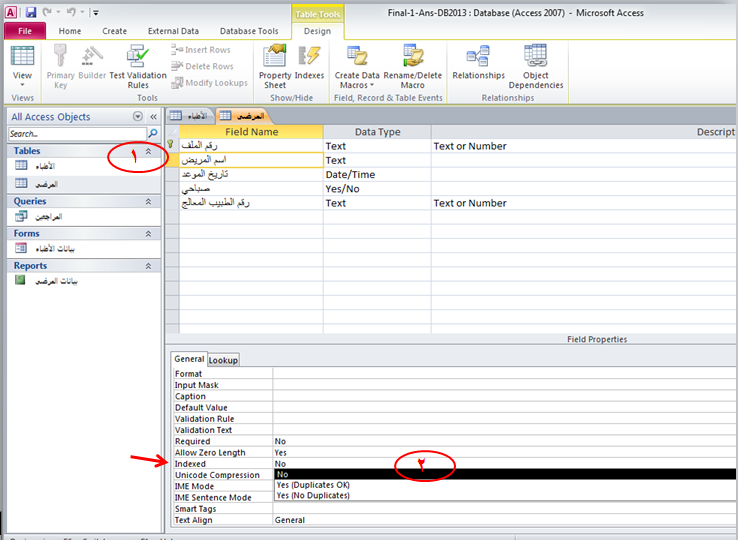 Table Tools
Final-1-Ans-DB2013 : Database (Access 2007) - Microsoft Access
File Home Create External Data Database Tools Design
View
Primary Key
Builder
Test Validation Rules
Insert Rows
Delete Rows
Modify Lookups
Property Sheet
Indexes
Create Data Macros
Rename/Delete Macro
Relationships
Object Dependencies
Views Tools Show/Hide Field, Record & Table Events Relationships
All Access Objects
Search...
Tables
الأطباء
المرضى
Queries
المراجعين
Forms
بيانات الأطباء
Reports
بيانات المرضى
١
الأطباء المرضى
Field Name Data Type Descript
رقم الملف Text Text or Number
اسم المريض Text
تاريخ الموعد Date/Time
صباحي Yes/No
رقم الطبيب المعالج Text Text or Number
Field Properties
General Lookup
Format
Input Mask
Caption
Default Value
Validation Rule
Validation Text
Required No
Allow Zero Length Yes
Indexed No
٢
Unicode Compression No
IME Mode Yes (Duplicates OK)
IME Sentence Mode Yes (No Duplicates)
Smart Tags
Text Align General